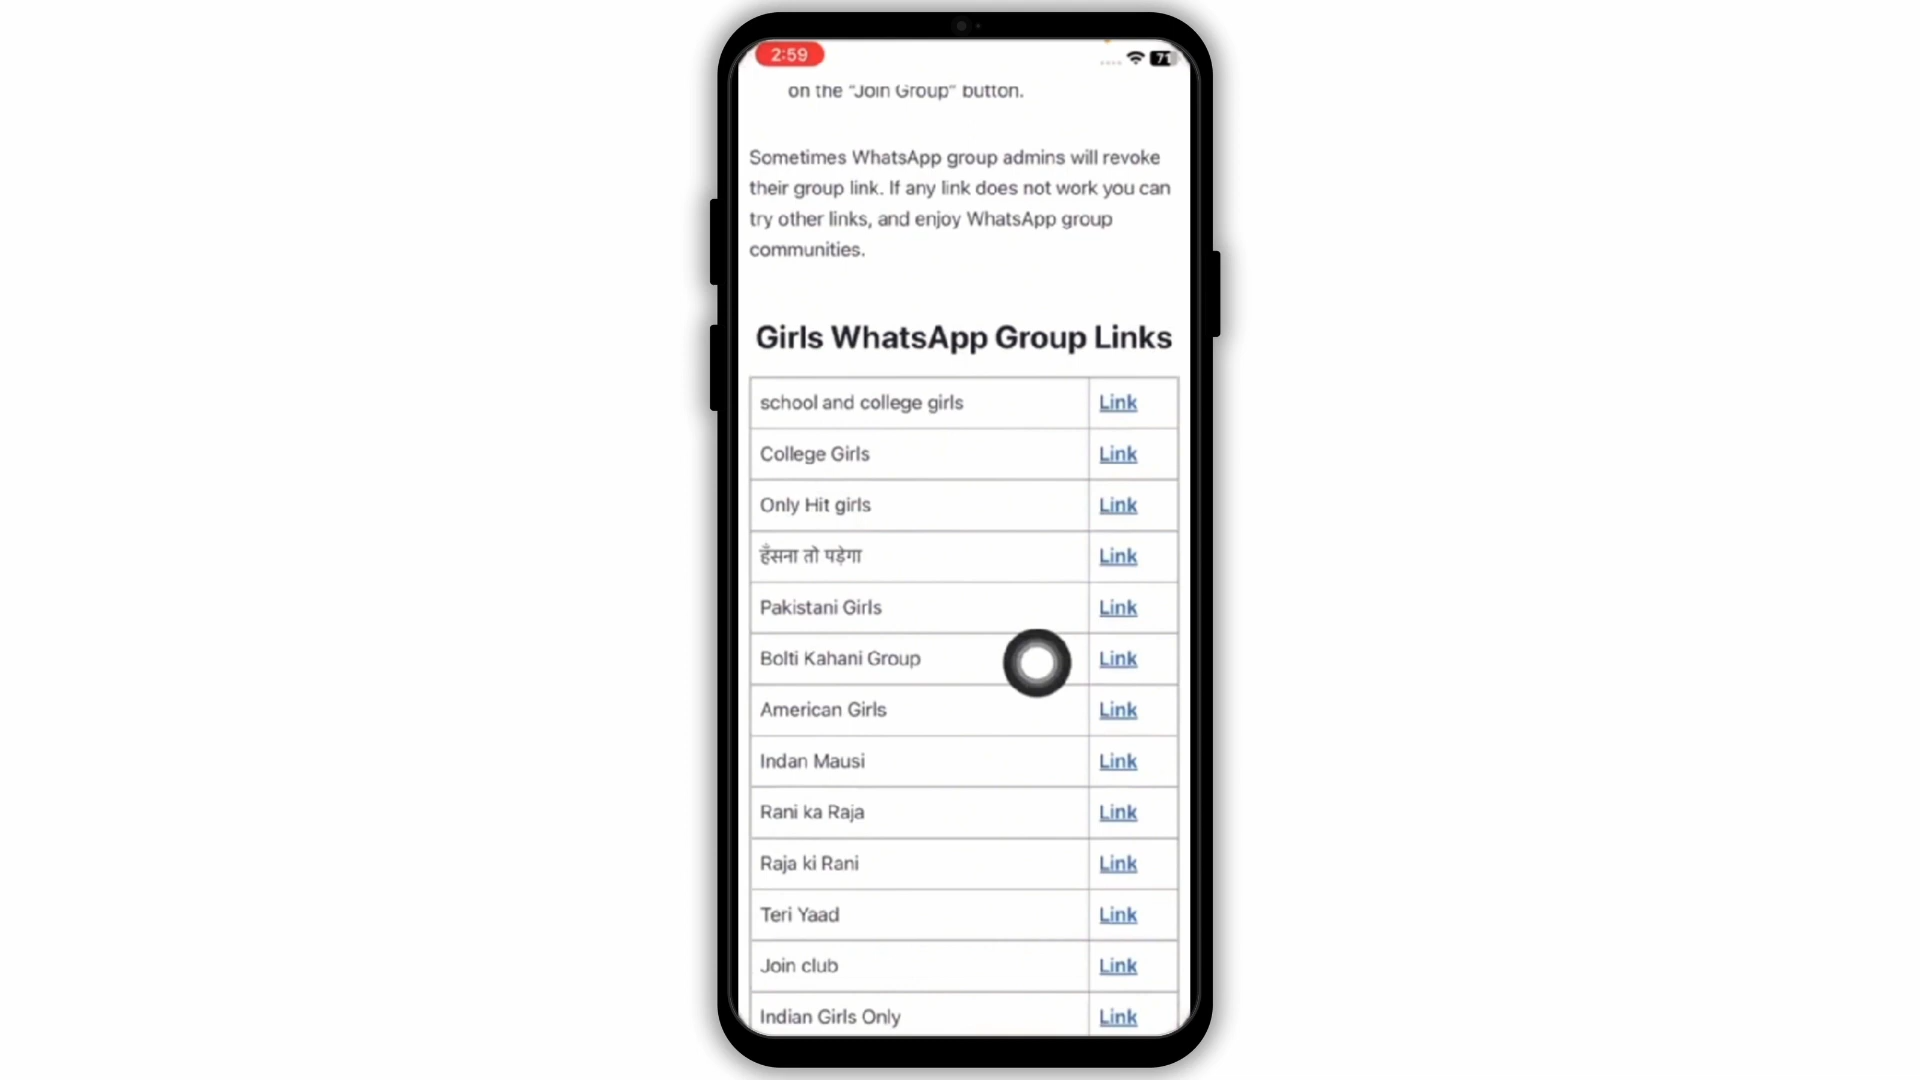 2:59
71
on the “Join Group” button.
Sometimes WhatsApp group admins will revoke
their group link. If any link does not work you can
try other links, and enjoy WhatsApp group
communities.
Girls WhatsApp Group Links
school and college girls Link
College Girls Link
Only Hit girls Link
हँसना तो पड़ेगा Link
Pakistani Girls Link
Bolti Kahani Group Link
American Girls Link
Indan Mausi Link
Rani ka Raja Link
Raja ki Rani Link
Teri Yaad Link
Join club Link
Indian Girls Only Link